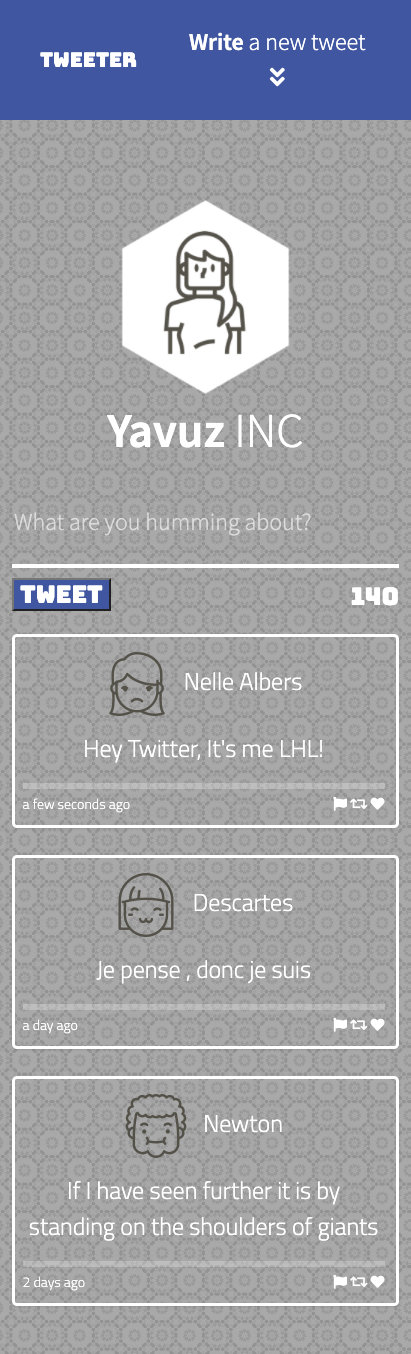 TWEETER
Write a new tweet
Yavuz INC
What are you humming about?
TWEET
140
Nelle Albers
Hey Twitter, It's me LHL!
a few seconds ago
Descartes
Je pense , donc je suis
a day ago
Newton
If I have seen further it is by
standing on the shoulders of giants
2 days ago